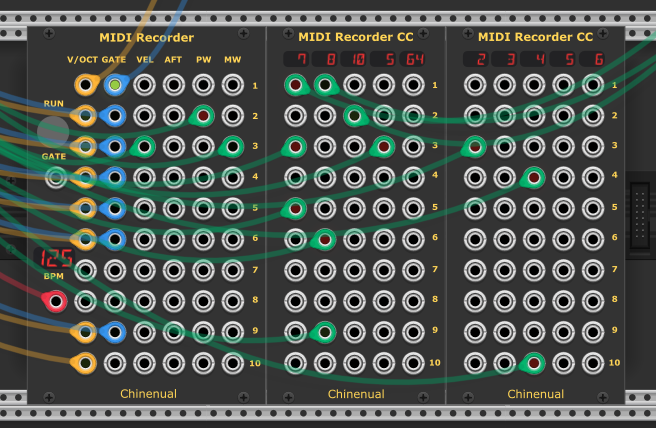 MIDI Recorder
V/OCT GATE VEL AFT PW MW
RUN
GATE
125
BPM
1
2
3
4
5
6
7
8
9
10
Chinenual
MIDI Recorder CC
7 8 10 5 64
1
2
3
4
5
6
7
8
9
10
Chinenual
MIDI Recorder CC
2 3 4 5 6
1
2
3
4
5
6
7
8
9
10
Chinenual